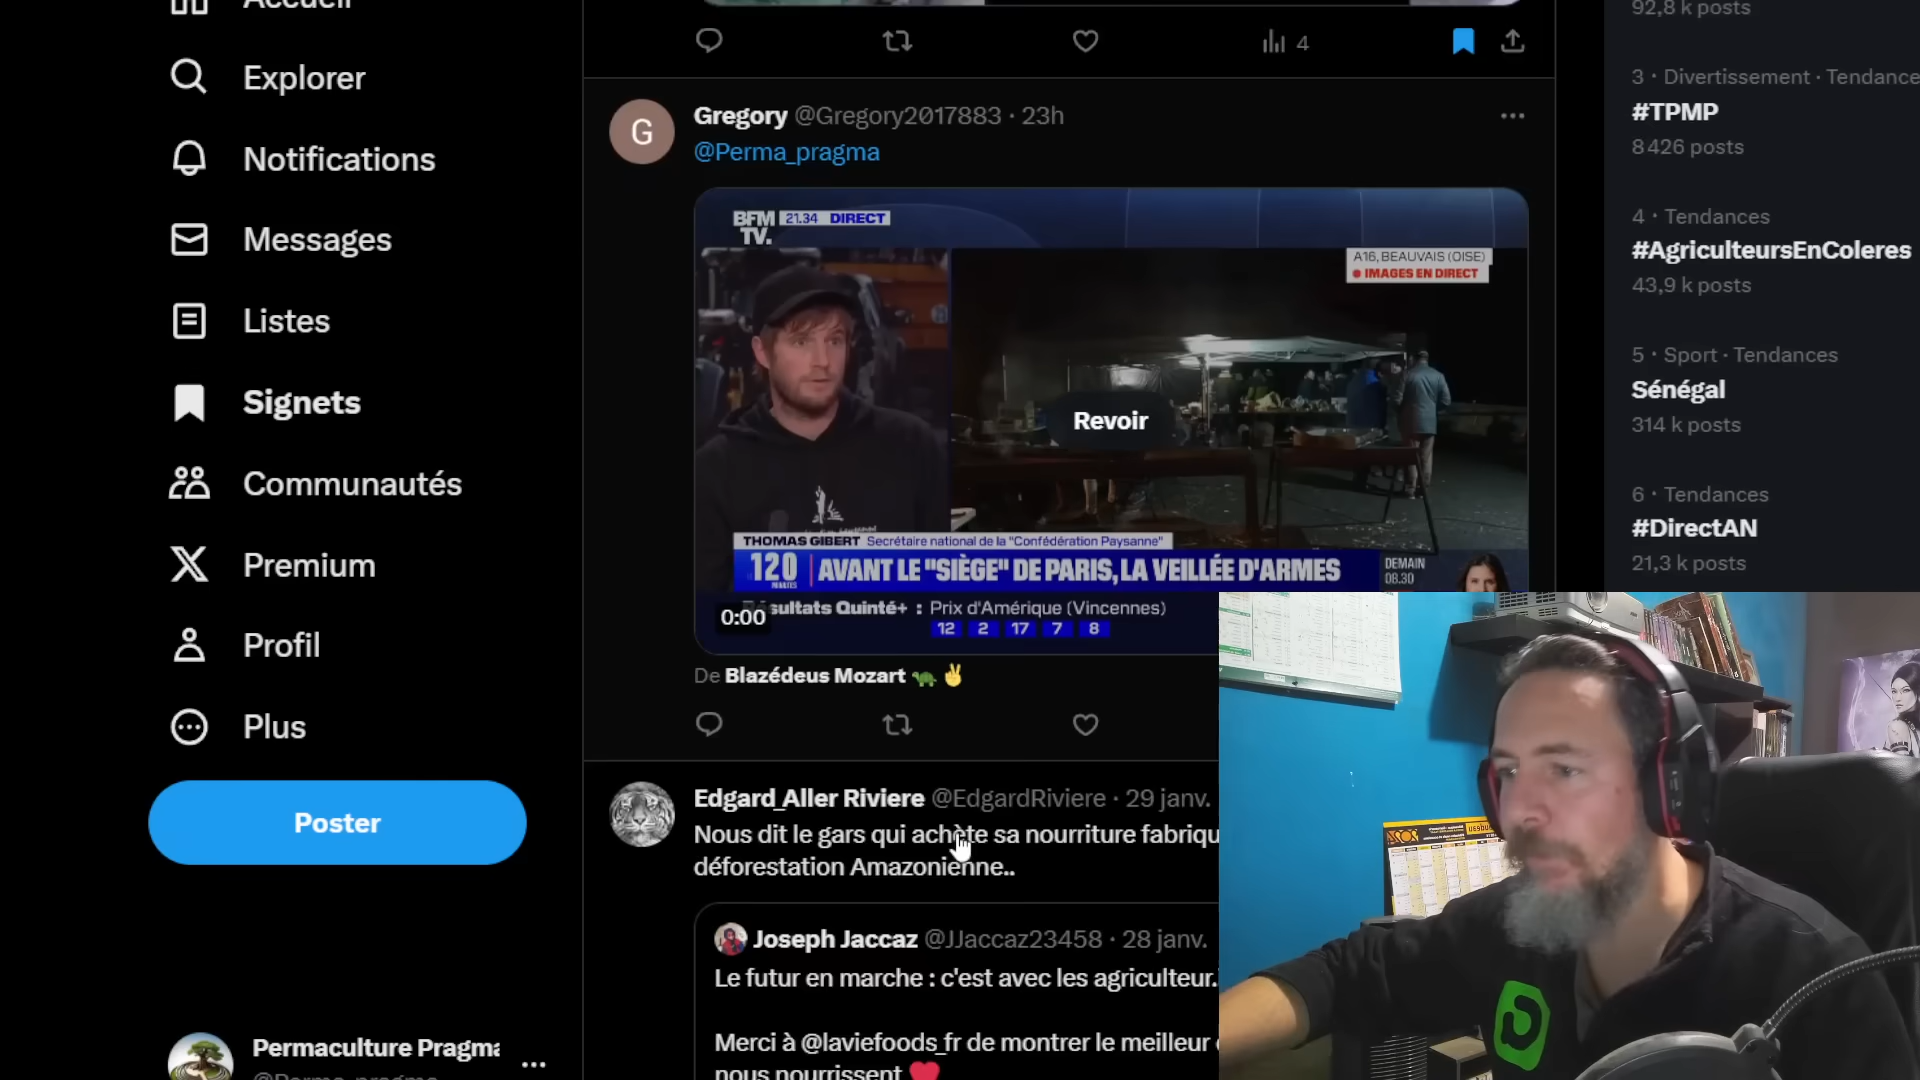 Accueil
Explorer
Notifications
Messages
Listes
Signets
Communautés
Premium
Profil
Plus
Poster
Permaculture Pragma
@Perma_pragma
4
Gregory @Gregory2017883 · 23h
@Perma_pragma
BFM TV. 21.34 DIRECT
A16, BEAUVAIS (OISE)
IMAGES EN DIRECT
Revoir
THOMAS GIBERT Secrétaire national de la "Confédération Paysanne"
120 MINUTES AVANT LE "SIÈGE" DE PARIS, LA VEILLÉE D'ARMES
DEMAIN
08.30
0:00
sultats Quinté+ : Prix d'Amérique (Vincennes)
12 2 17 7 8
De Blazédeus Mozart 🐢✌
Edgard_Aller Riviere @EdgardRiviere · 29 janv.
Nous dit le gars qui achète sa nourriture fabriqu
déforestation Amazonienne..
Joseph Jaccaz @JJaccaz23458 · 28 janv.
Le futur en marche : c'est avec les agriculteur.
Merci à @laviefoods_fr de montrer le meilleur
nous nourrissent ❤
92,8 k posts
3 · Divertissement · Tendance
#TPMP
8 426 posts
4 · Tendances
#AgriculteursEnColeres
43,9 k posts
5 · Sport · Tendances
Sénégal
314 k posts
6 · Tendances
#DirectAN
21,3 k posts